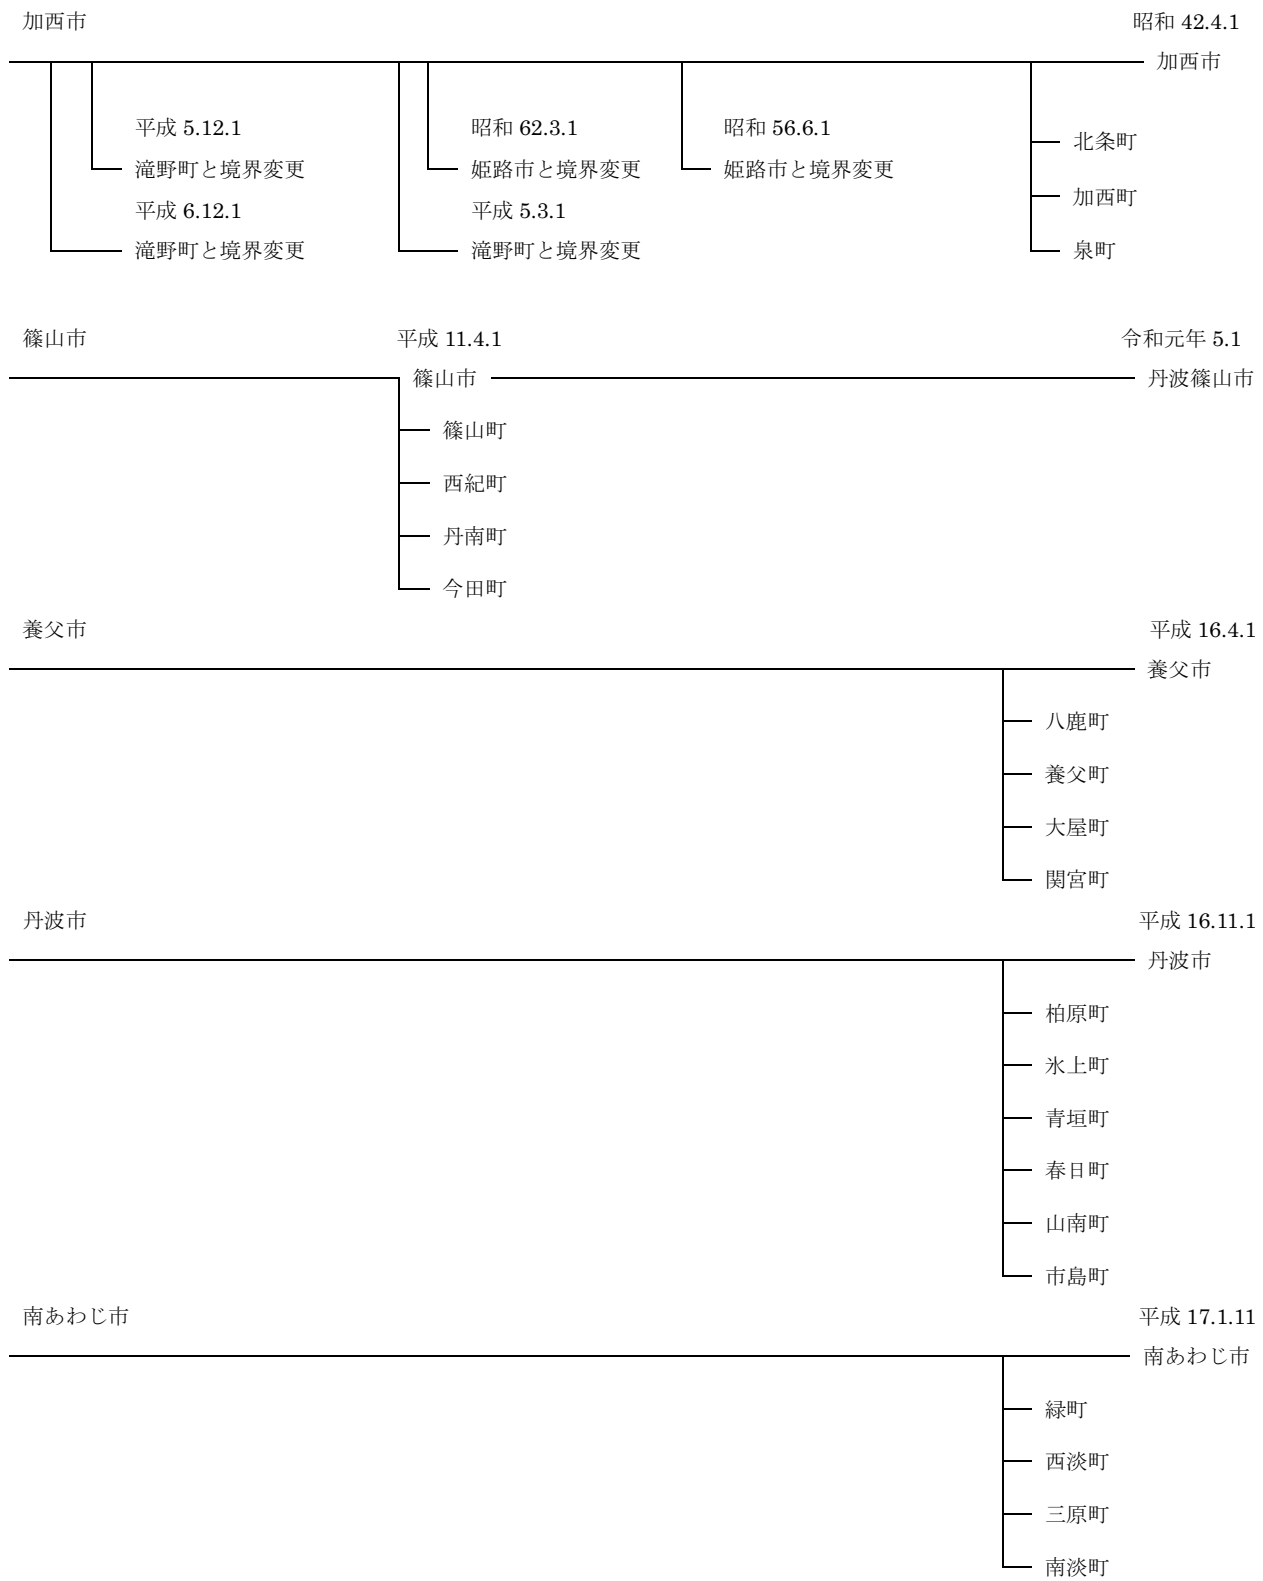 加西市
昭和 42.4.1
加西市
平成 5.12.1
昭和 62.3.1
昭和 56.6.1
北条町
滝野町と境界変更
姫路市と境界変更
姫路市と境界変更
加西町
平成 6.12.1
平成 5.3.1
滝野町と境界変更
滝野町と境界変更
泉町
篠山市
平成 11.4.1
令和元年 5.1
篠山市
丹波篠山市
篠山町
西紀町
丹南町
今田町
養父市
平成 16.4.1
養父市
八鹿町
養父町
大屋町
関宮町
丹波市
平成 16.11.1
丹波市
柏原町
氷上町
青垣町
春日町
山南町
市島町
南あわじ市
平成 17.1.11
南あわじ市
緑町
西淡町
三原町
南淡町